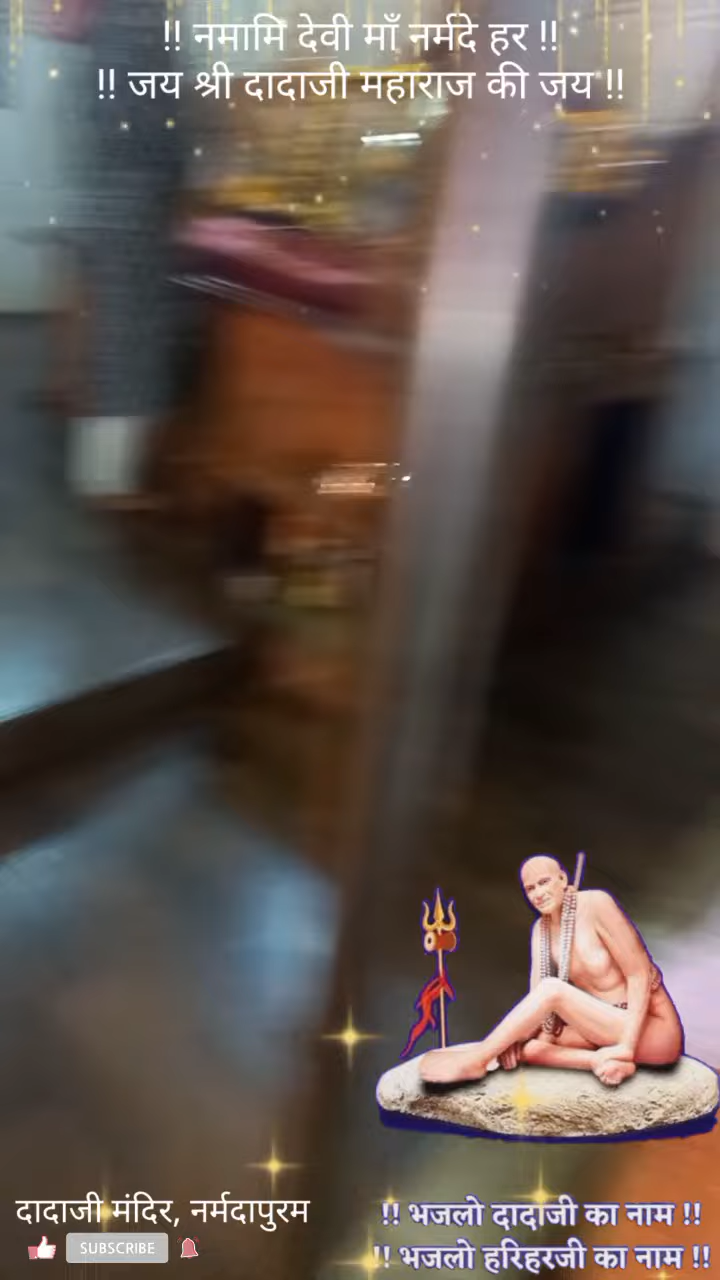 !! नमामि देवी माँ नर्मदे हर !!
!! जय श्री दादाजी महाराज की जय !!
दादाजी मंदिर, नर्मदापुरम
SUBSCRIBE
!! भजलो दादाजी का नाम !!
!! भजलो हरिहरजी का नाम !!